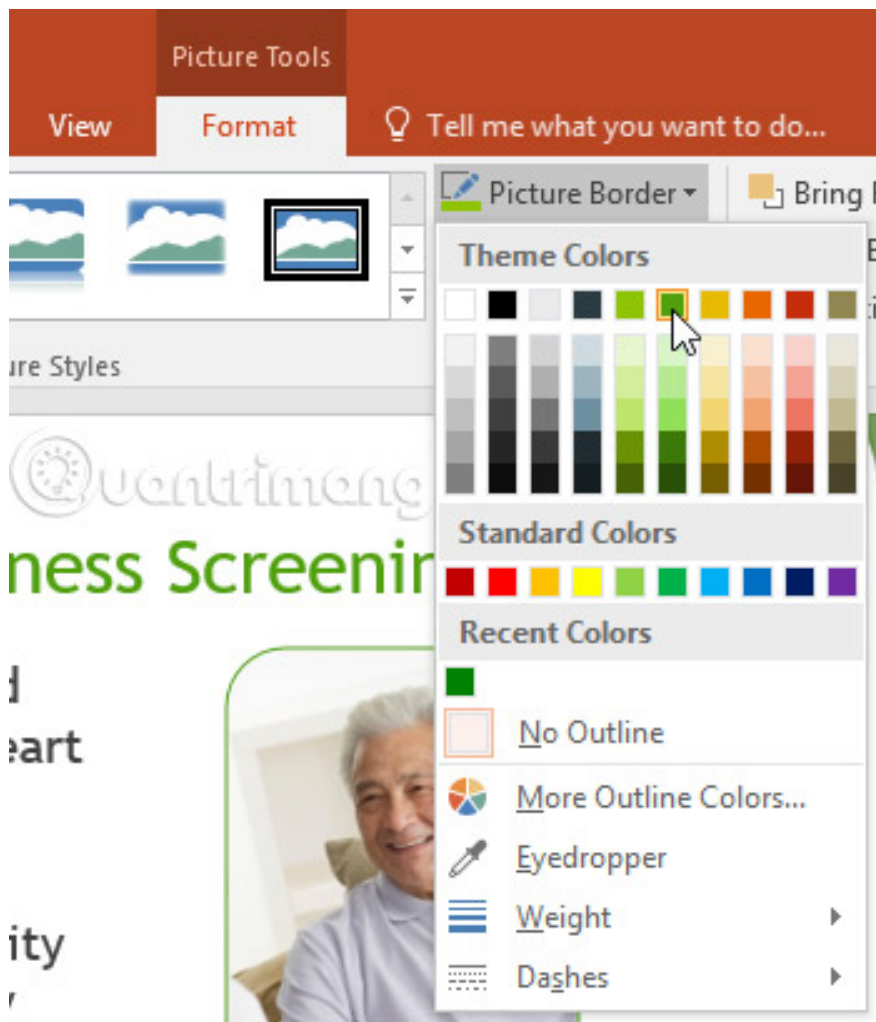 Picture Tools
View
Format
Tell me what you want to do...
Picture Border
Bring
Theme Colors
ure Styles
Quantrimang
ness Screenin
Standard Colors
Recent Colors
d
eart
No Outline
More Outline Colors...
Eyedropper
ity
Weight
Dashes